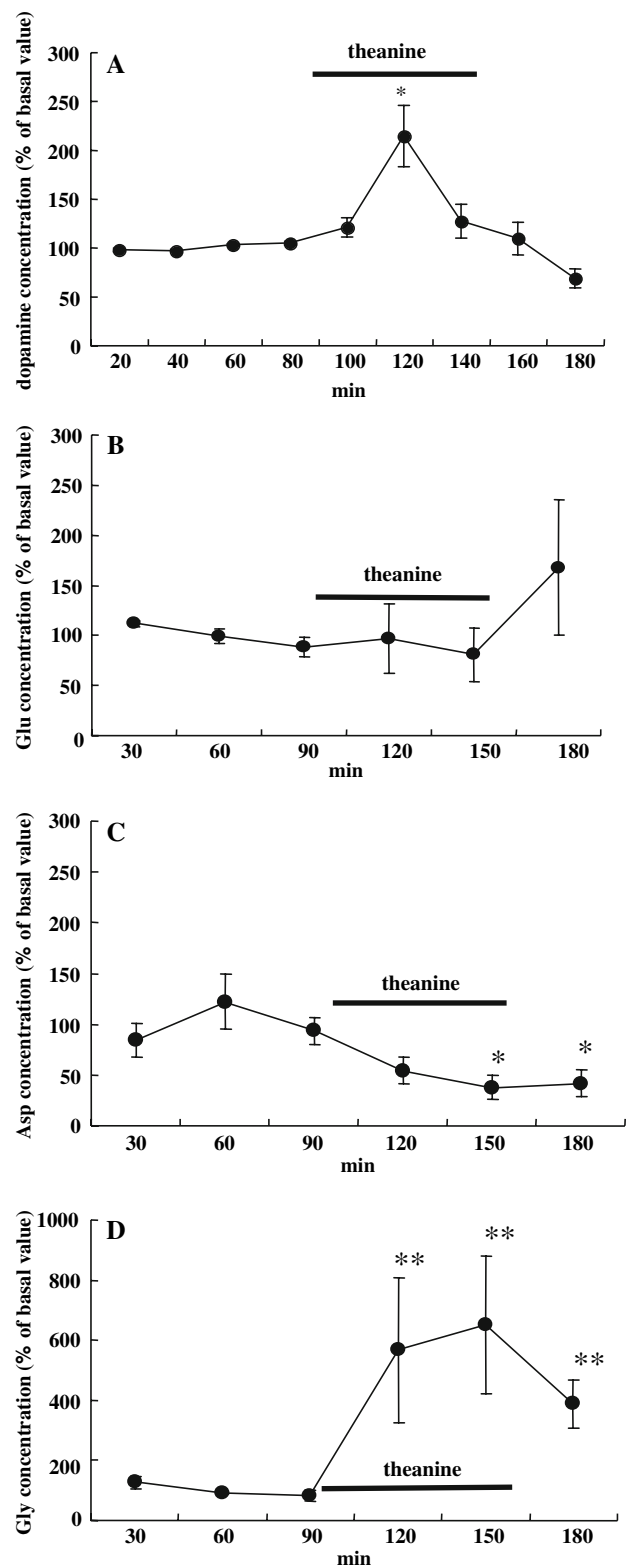 A
theanine
dopamine concentration (% of basal value)
300
*
250
200
150
100
50
0
20 40 60 80 100 120 140 160 180
min
B
Glu concentration (% of basal value)
300
250
200
theanine
150
100
50
0
30 60 90 120 150 180
min
C
Asp concentration (% of basal value)
300
250
200
150
theanine
100
50
* *
0
30 60 90 120 150 180
min
D
Gly concentration (% of basal value)
1000
** **
800
600
**
400
200
theanine
0
30 60 90 120 150 180
min